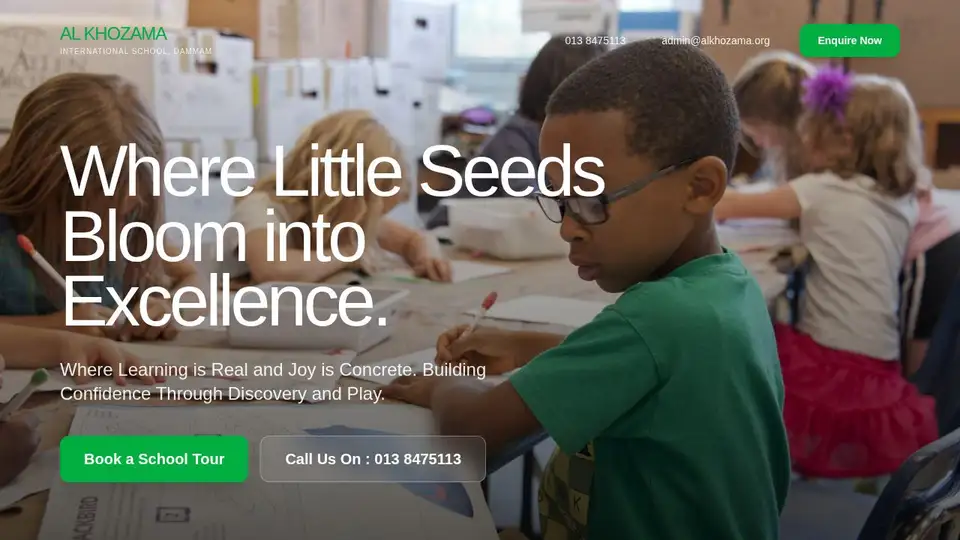 AL KHOZAMA
INTERNATIONAL SCHOOL, DAMMAM
013 8475113
admin@alkhozama.org
Enquire Now
Where Little Seeds
Bloom into
Excellence.
Where Learning is Real and Joy is Concrete. Building
Confidence Through Discovery and Play.
Book a School Tour
Call Us On : 013 8475113